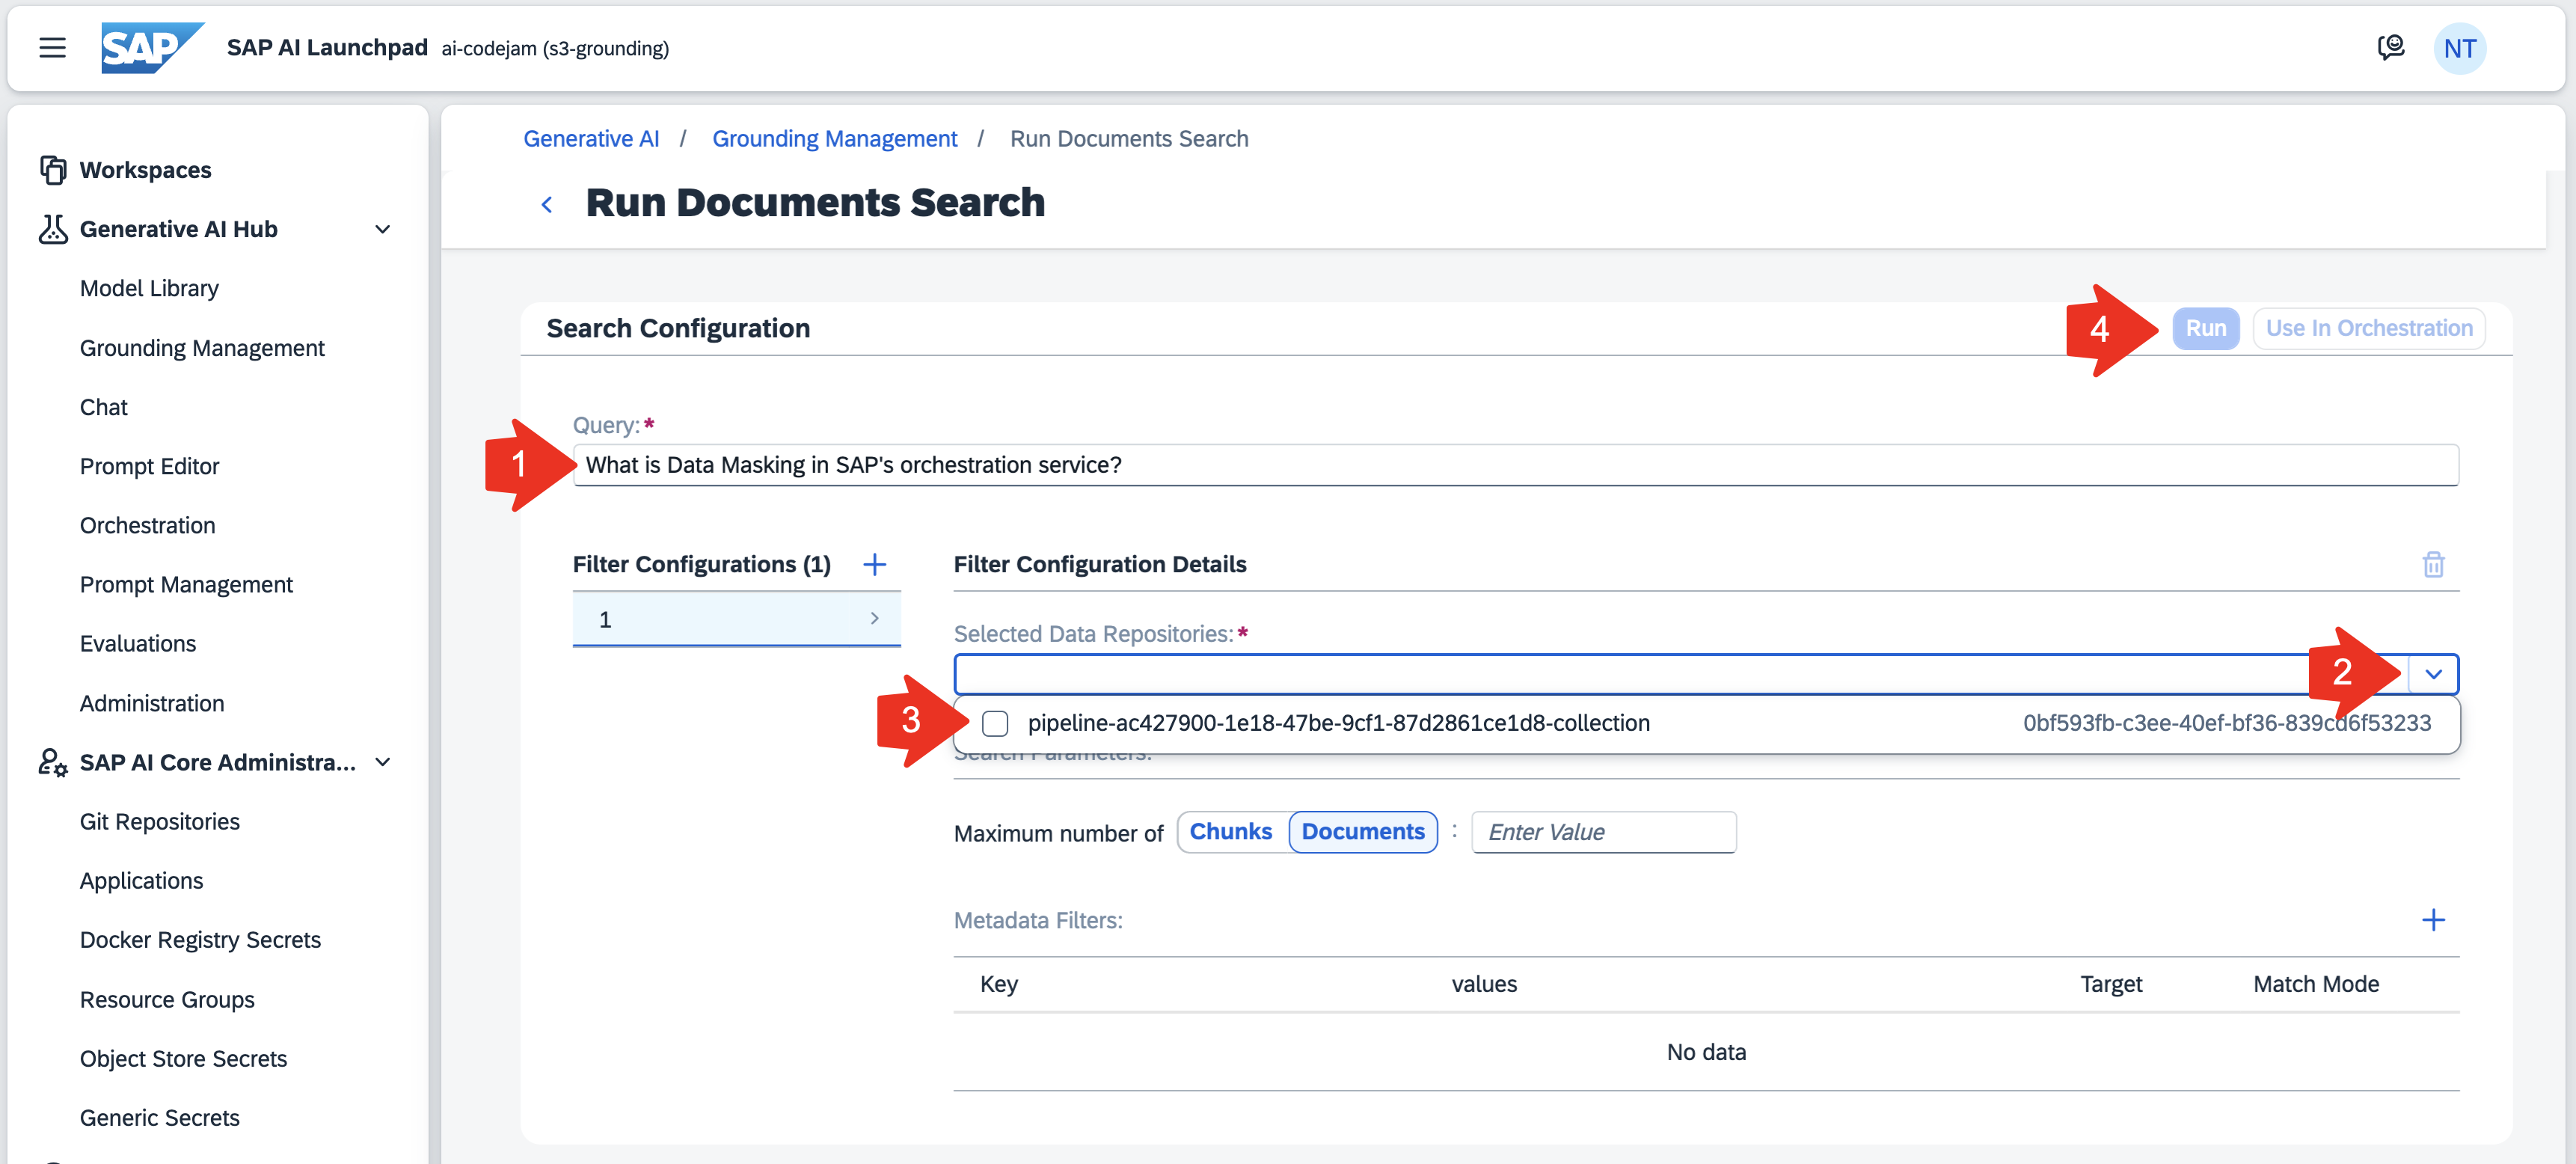 SAP SAP AI Launchpad ai-codejam (s3-grounding) NT
Workspaces
Generative AI Hub
Model Library
Grounding Management
Chat
Prompt Editor
Orchestration
Prompt Management
Evaluations
Administration
SAP AI Core Administra...
Git Repositories
Applications
Docker Registry Secrets
Resource Groups
Object Store Secrets
Generic Secrets
Generative AI / Grounding Management / Run Documents Search
Run Documents Search
Search Configuration
4 Run Use In Orchestration
Query:*
1 What is Data Masking in SAP's orchestration service?
Filter Configurations (1) +
1
Filter Configuration Details
Selected Data Repositories:*
2
3 pipeline-ac427900-1e18-47be-9cf1-87d2861ce1d8-collection 0bf593fb-c3ee-40ef-bf36-839cd6f53233
Search Parameters:
Maximum number of Chunks Documents : Enter Value
Metadata Filters: +
Key values Target Match Mode
No data